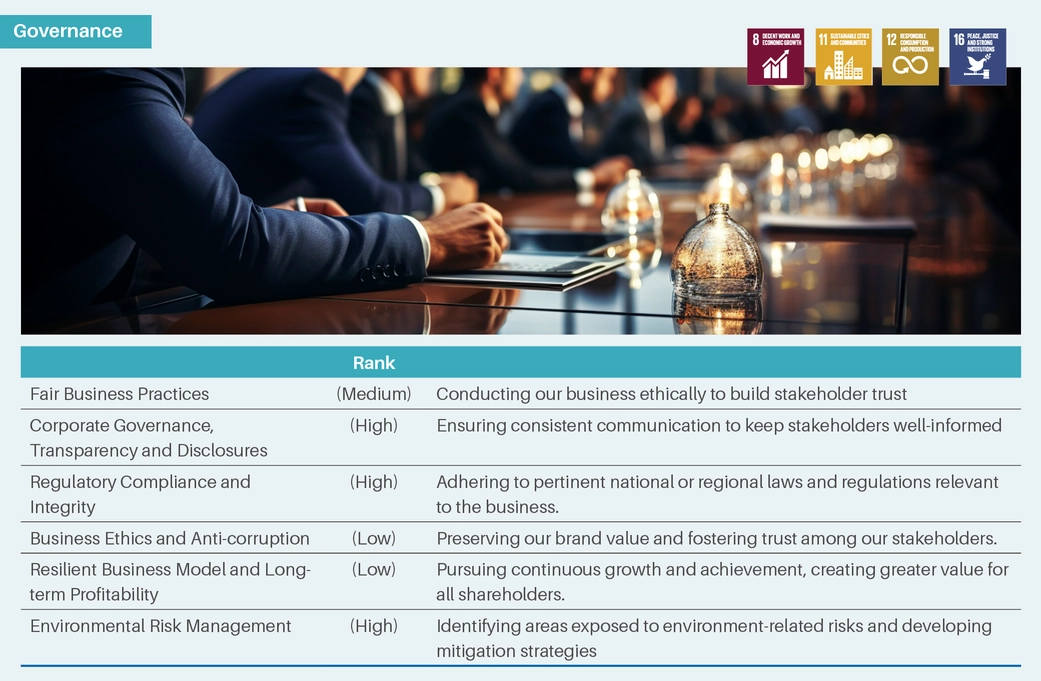 Governance
8 DECENT WORK AND
ECONOMIC GROWTH
11 SUSTAINABLE CITIES
AND COMMUNITIES
12 RESPONSIBLE
CONSUMPTION
AND PRODUCTION
16 PEACE, JUSTICE
AND STRONG
INSTITUTIONS
Rank
Fair Business Practices (Medium) Conducting our business ethically to build stakeholder trust
Corporate Governance, (High) Ensuring consistent communication to keep stakeholders well-informed
Transparency and Disclosures
Regulatory Compliance and (High) Adhering to pertinent national or regional laws and regulations relevant
Integrity to the business.
Business Ethics and Anti-corruption (Low) Preserving our brand value and fostering trust among our stakeholders.
Resilient Business Model and Long- (Low) Pursuing continuous growth and achievement, creating greater value for
term Profitability all shareholders.
Environmental Risk Management (High) Identifying areas exposed to environment-related risks and developing
mitigation strategies